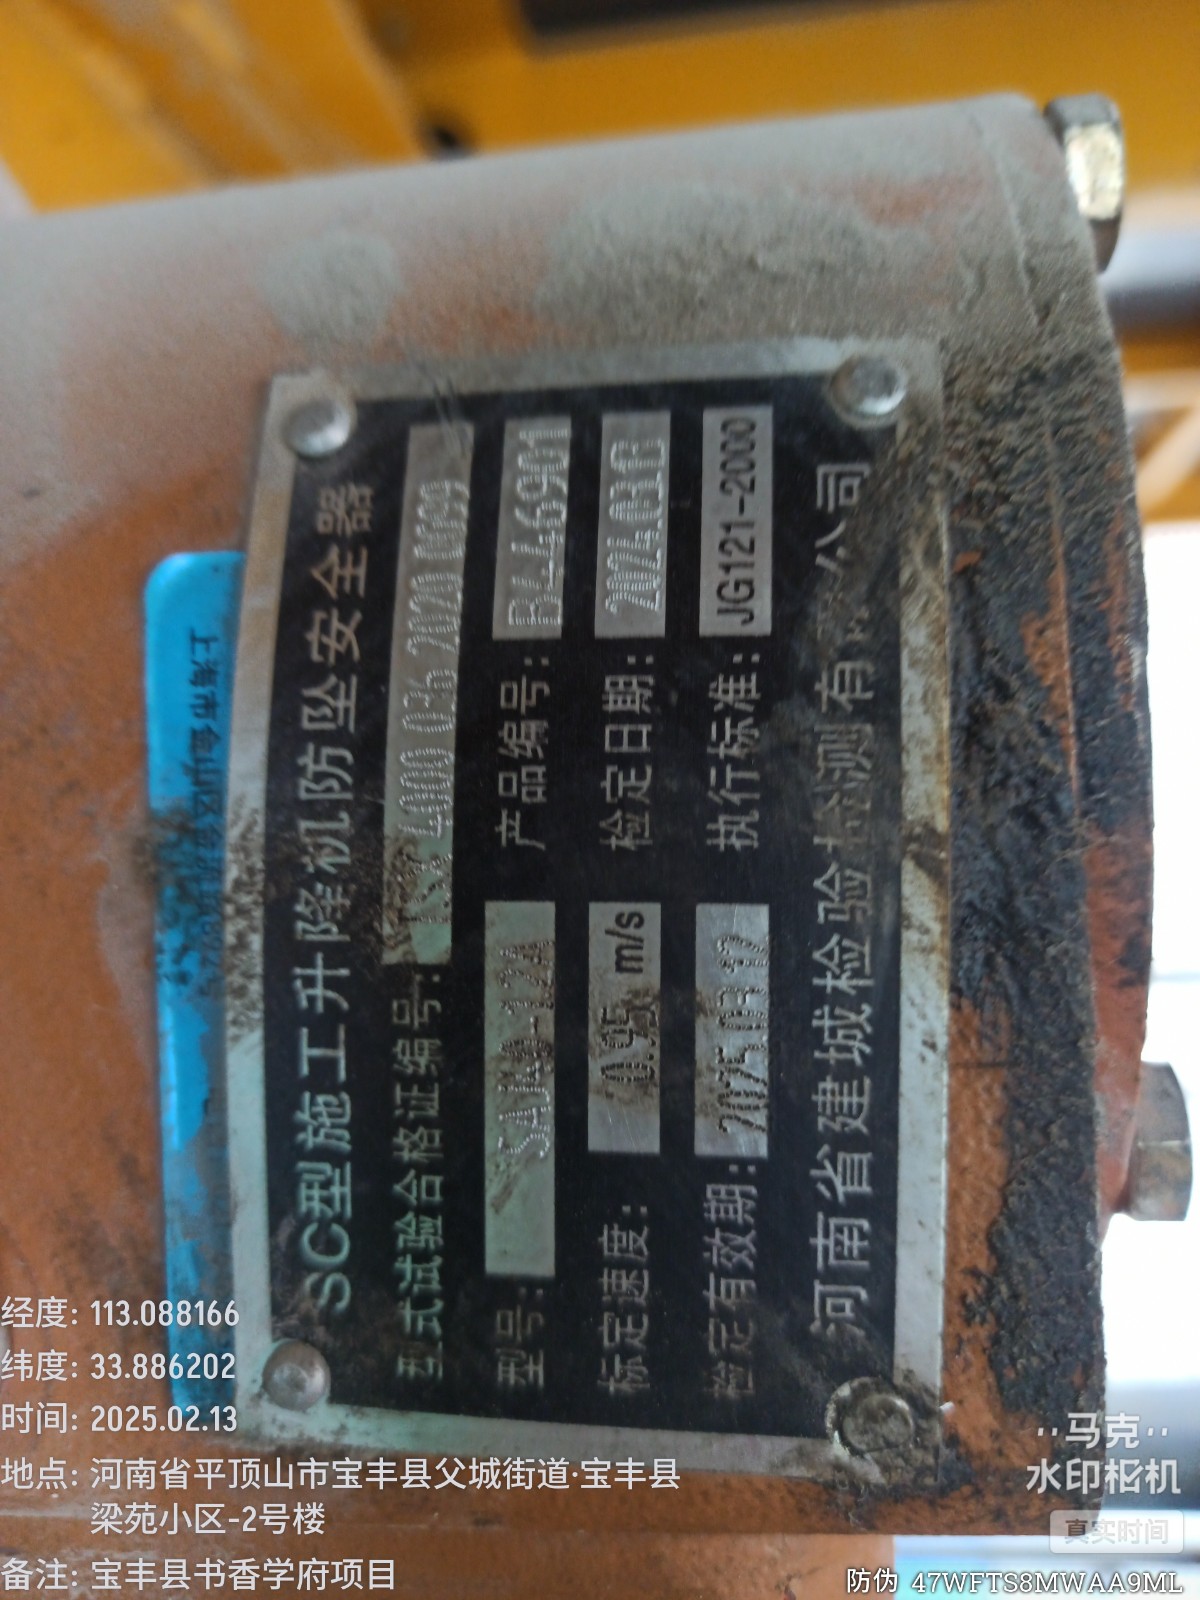 SC型施工升降机防坠安全器
型式试验合格证编号:
型号: SAJ40-1.2A 产品编号:
标定速度: 0.95 m/s 检定日期:
检定有效期: 执行标准: JG121-2000
河南省建城检验检测有限公司
上海市金山区
经度: 113.088166
纬度: 33.886202
时间: 2025.02.13
地点: 河南省平顶山市宝丰县父城街道·宝丰县
梁苑小区-2号楼
备注: 宝丰县书香学府项目
马克
水印相机
真实时间
防伪 47WFTS8MWAA9ML